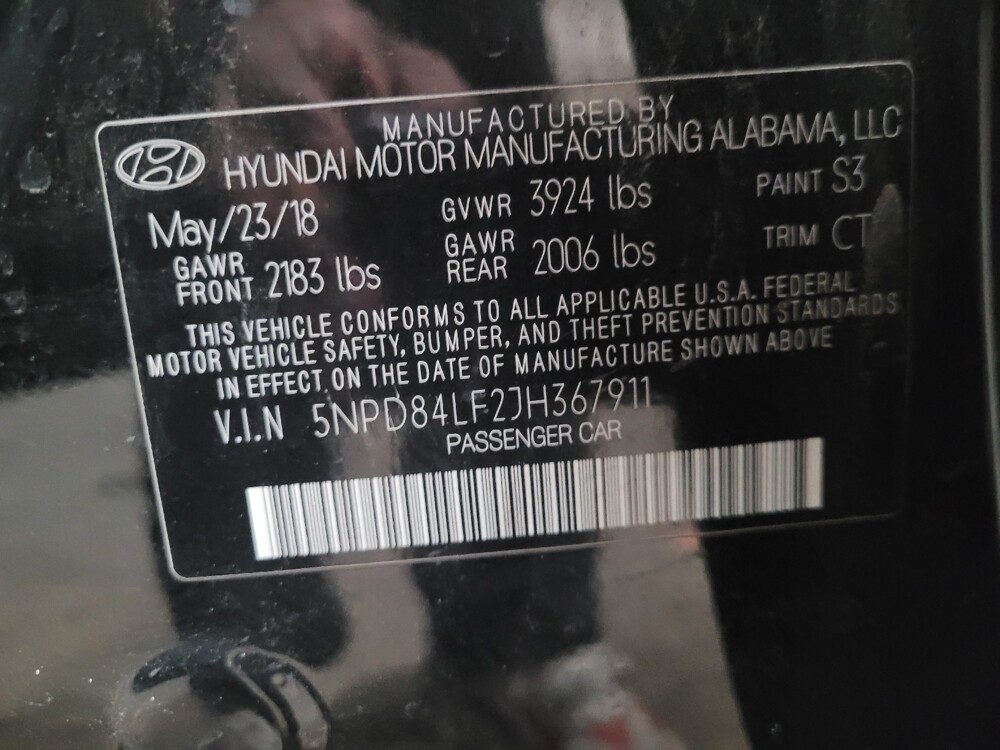 MANUFACTURED BY
HYUNDAI MOTOR MANUFACTURING ALABAMA, LLC
May/23/18 GVWR 3924 lbs PAINT S3
GAWR FRONT 2183 lbs GAWR REAR 2006 lbs TRIM CT
THIS VEHICLE CONFORMS TO ALL APPLICABLE U.S.A. FEDERAL
MOTOR VEHICLE SAFETY, BUMPER, AND THEFT PREVENTION STANDARDS
IN EFFECT ON THE DATE OF MANUFACTURE SHOWN ABOVE
V.I.N 5NPD84LF2JH367911
PASSENGER CAR